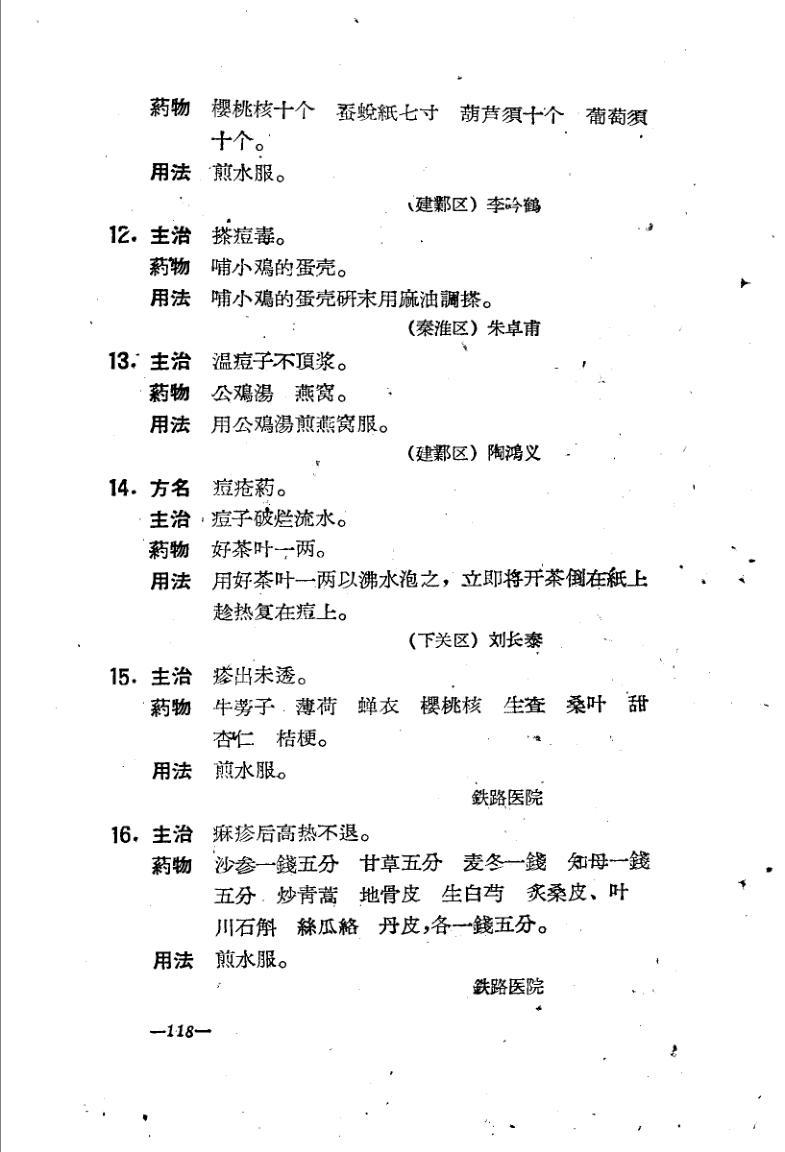 葯物 櫻桃核十个 蚕蛻紙七寸 葫芦須十个 葡萄須
十个。
用法 煎水服。
(建鄴区) 李吟鶴
12. 主治 搽痘毒。
葯物 哺小鷄的蛋壳。
用法 哺小鷄的蛋壳研末用麻油調搽。
(秦淮区) 朱卓甫
13. 主治 温痘子不頂浆。
葯物 公鷄湯 燕窝。
用法 用公鷄湯煎燕窝服。
(建鄴区) 陶鴻义
14. 方名 痘疮葯。
主治 痘子破烂流水。
葯物 好茶叶一两。
用法 用好茶叶一两以沸水泡之，立即将开茶倒在紙上
趁热复在痘上。
(下关区) 刘长泰
15. 主治 瘆出未透。
葯物 牛蒡子 薄荷 蝉衣 櫻桃核 生查 桑叶 甜
杏仁 桔梗。
用法 煎水服。
鉄路医院
16. 主治 麻疹后高热不退。
葯物 沙参一錢五分 甘草五分 麦冬一錢 知母一錢
五分 炒青蒿 地骨皮 生白芍 炙桑皮、叶
川石斛 絲瓜絡 丹皮，各一錢五分。
用法 煎水服。
鉄路医院
—118—